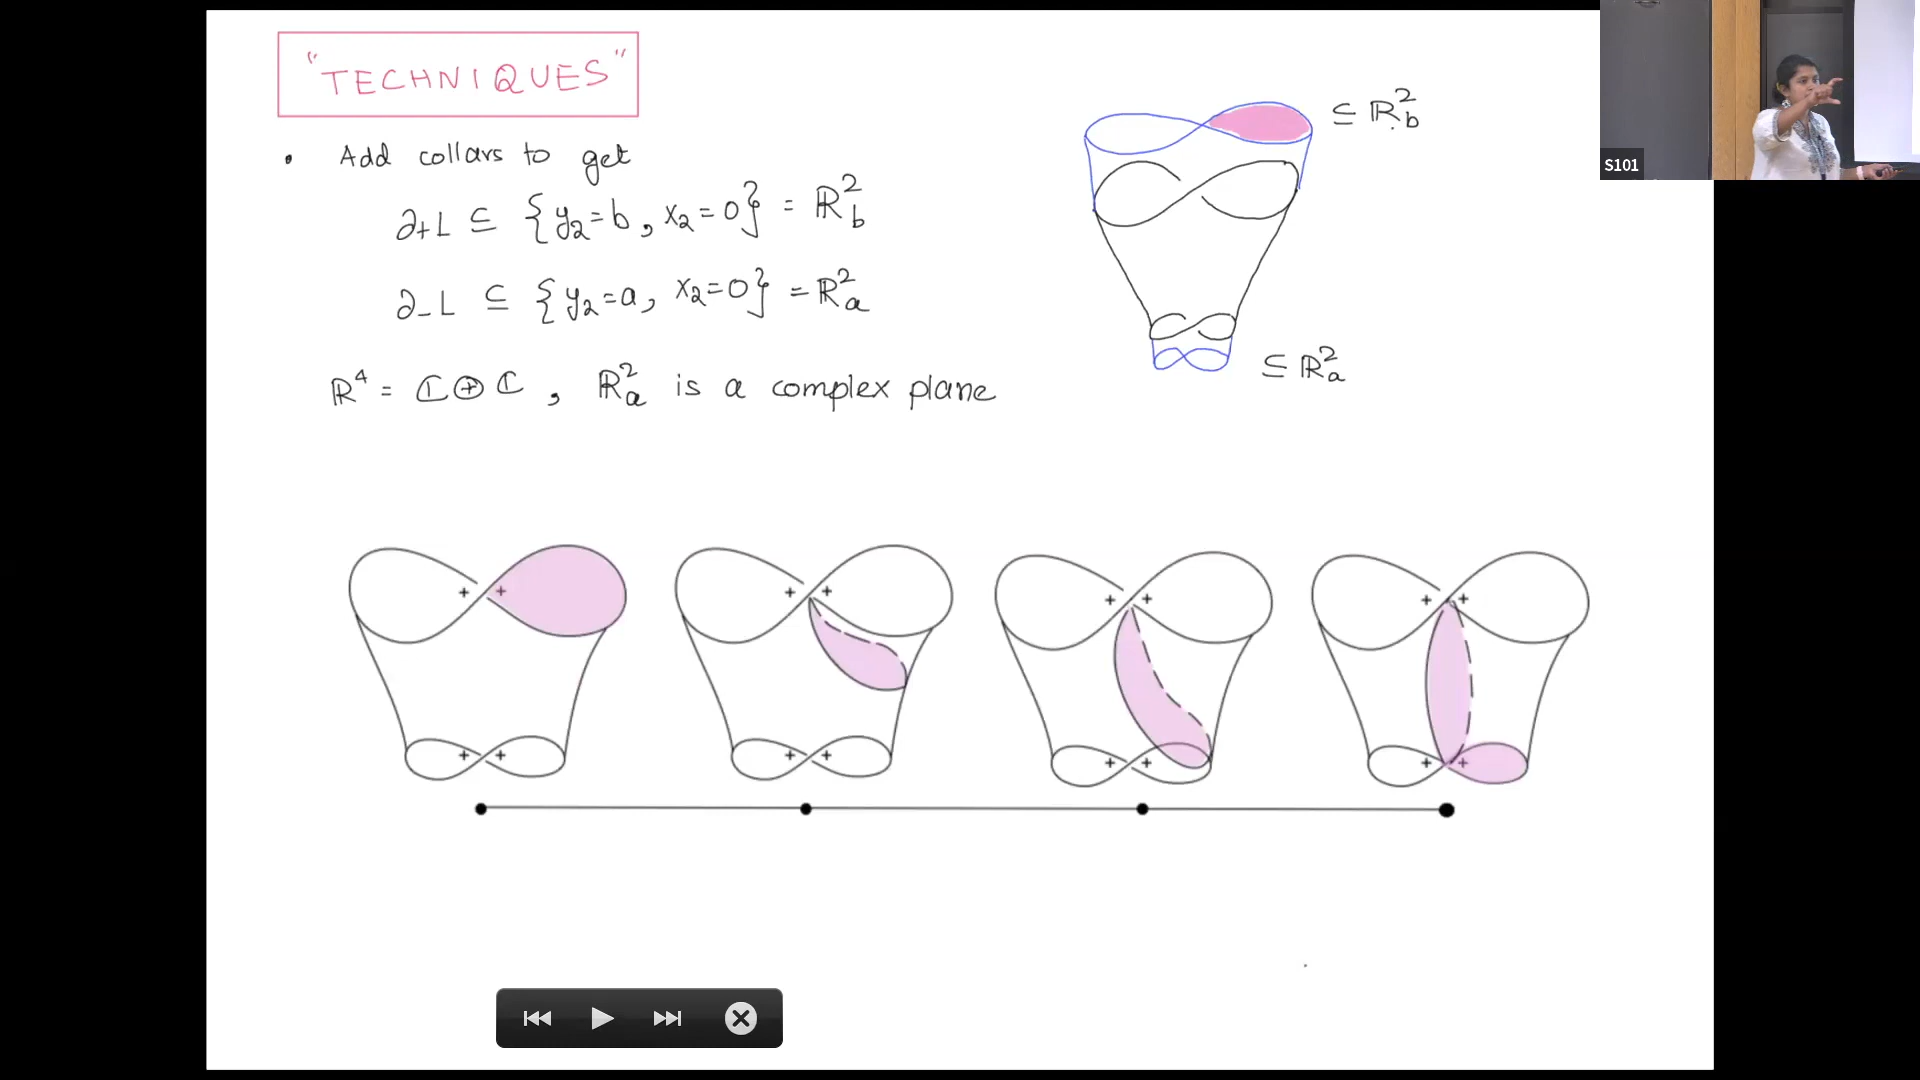 "TECHNIQUES"
• Add collars to get
∂₊L ⊆ {y₂=b, x₂=0} = ℝ²_b
∂₋L ⊆ {y₂=a, x₂=0} = ℝ²_a
ℝ⁴ = ℂ⊕ℂ, ℝ²_a is a complex plane
⊆ ℝ²_b
⊆ ℝ²_a
S101
+ + + + + + + +
+ + + + + + + +